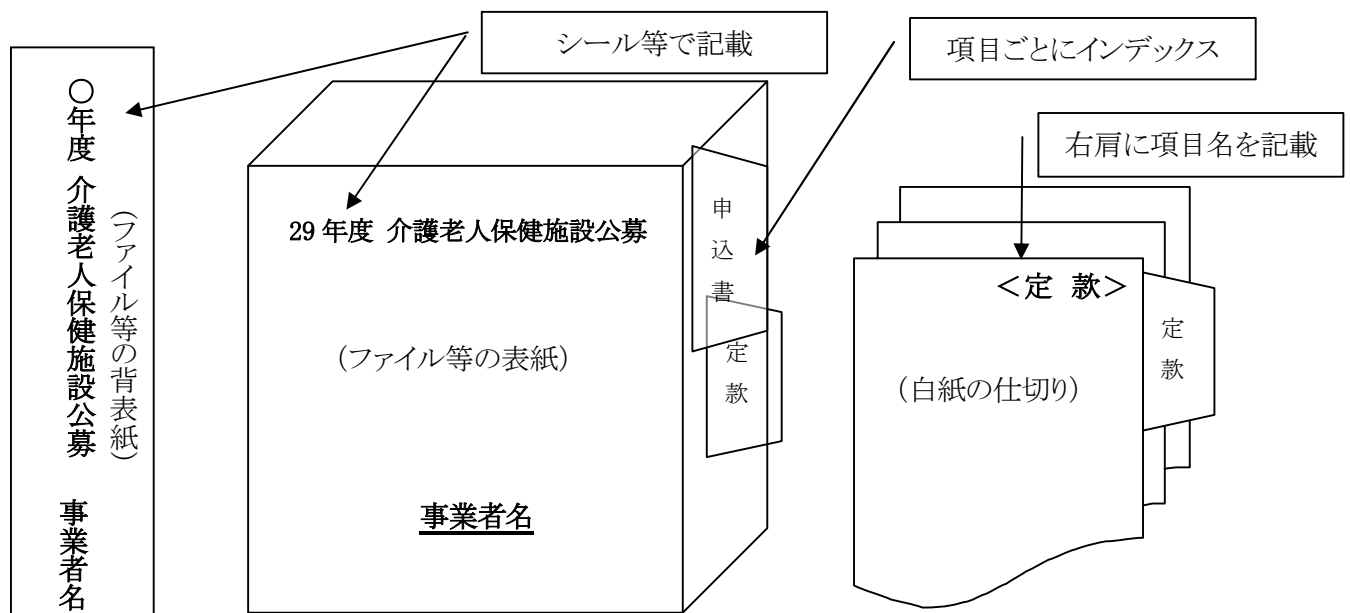 シール等で記載
項目ごとにインデックス
右肩に項目名を記載
〇年度 介護老人保健施設公募 事業者名
(ファイル等の背表紙)
29年度 介護老人保健施設公募
(ファイル等の表紙)
事業者名
申込書
定款
＜定 款＞
(白紙の仕切り)
定款